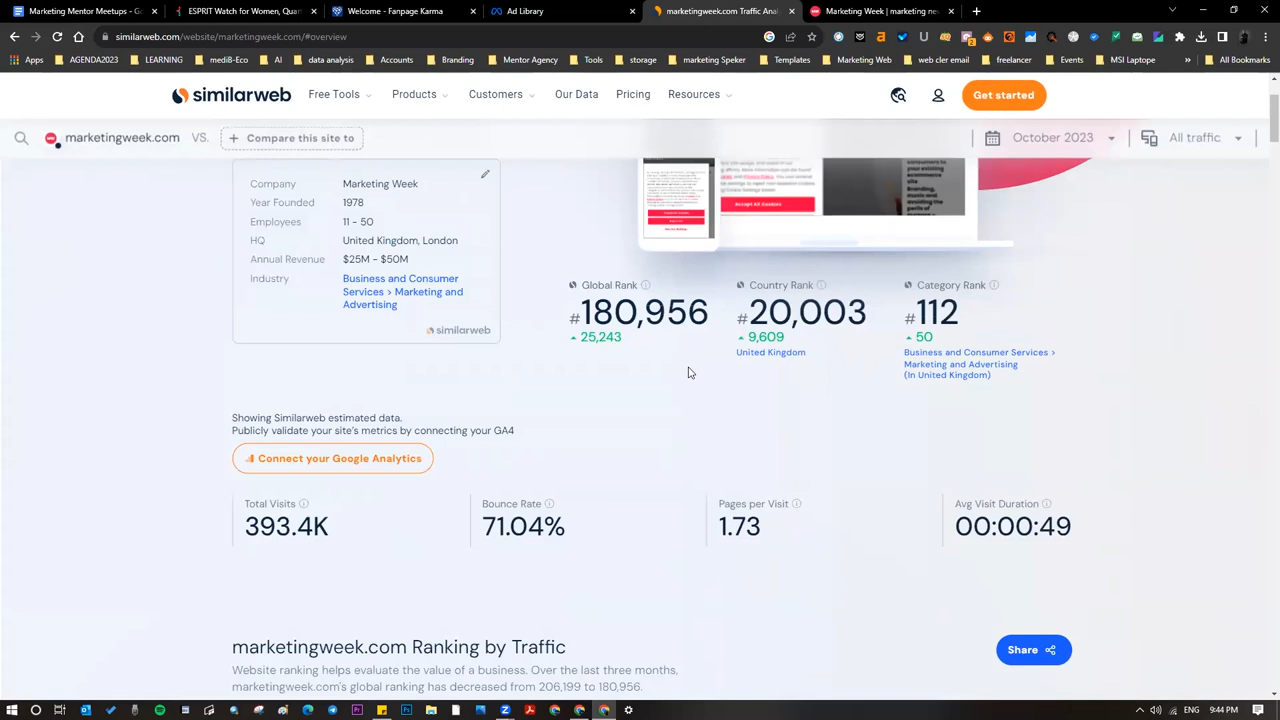 Marketing Mentor Meetups - Go
ESPRIT Watch for Women, Quar
Welcome - Fanpage Karma
Ad Library
marketingweek.com Traffic Anal
Marketing Week | marketing ne
similarweb.com/website/marketingweek.com/#overview
Apps
AGENDA2023
LEARNING
mediB-Eco
AI
data analysis
Accounts
Branding
Mentor Agency
Tools
storage
marketing Speker
Templates
Marketing Web
web cler email
freelancer
Events
MSI Laptope
»
All Bookmarks
similarweb
Free Tools
Products
Customers
Our Data
Pricing
Resources
Get started
marketingweek.com VS. + Compare this site to
October 2023
All traffic
Company Marketing Week
Year Founded 1978
Employees 1 - 50
HQ United Kingdom, London
Annual Revenue $25M - $50M
Industry Business and Consumer
Services > Marketing and
Advertising
similarweb
Accept All Cookies
Global Rank
#180,956
25,243
Country Rank
#20,003
9,609
United Kingdom
Category Rank
#112
50
Business and Consumer Services >
Marketing and Advertising
(In United Kingdom)
Showing Similarweb estimated data.
Publicly validate your site's metrics by connecting your GA4
Connect your Google Analytics
Total Visits
393.4K
Bounce Rate
71.04%
Pages per Visit
1.73
Avg Visit Duration
00:00:49
marketingweek.com Ranking by Traffic
Share
Website ranking helps evaluate the value of a business. Over the last three months,
marketingweek.com's global ranking has decreased from 206,199 to 180,956.
ENG 9:44 PM